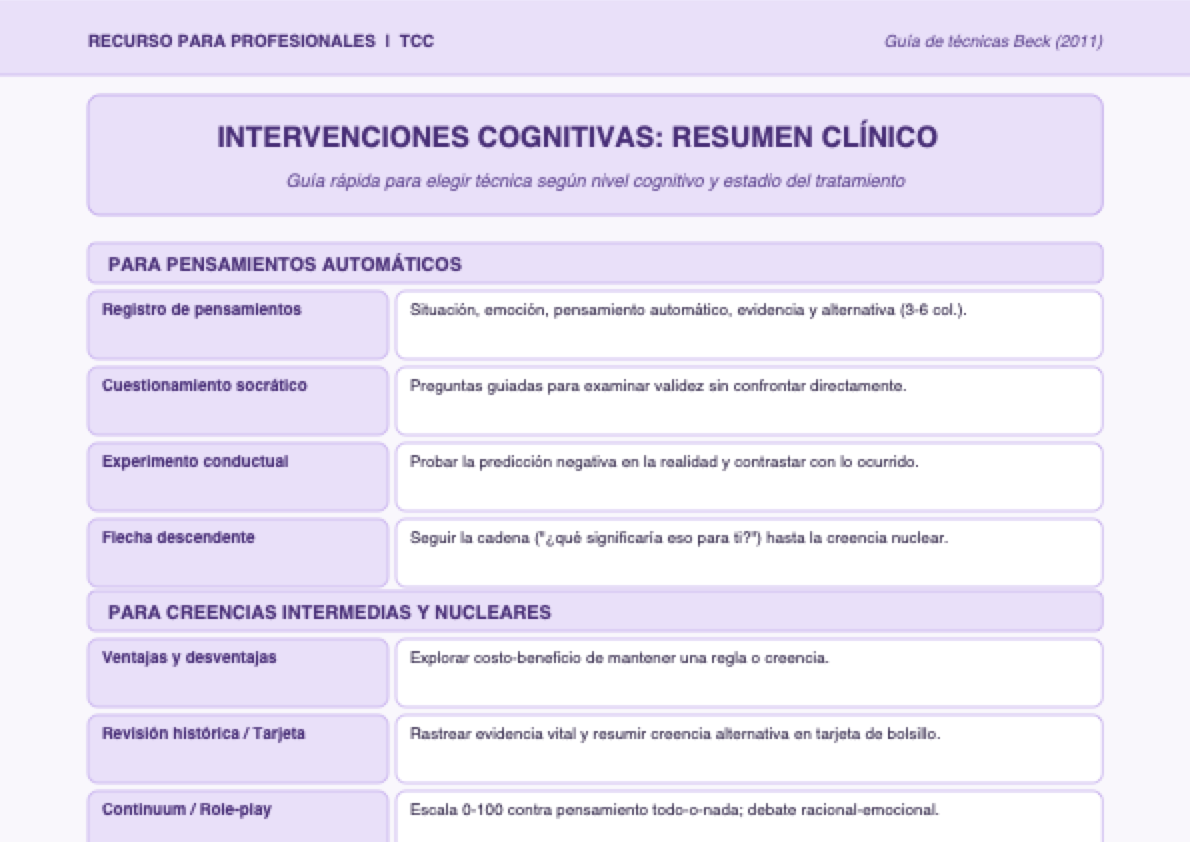 RECURSO PARA PROFESIONALES | TCC
Guía de técnicas Beck (2011)
INTERVENCIONES COGNITIVAS: RESUMEN CLÍNICO
Guía rápida para elegir técnica según nivel cognitivo y estadio del tratamiento
PARA PENSAMIENTOS AUTOMÁTICOS
Registro de pensamientos
Situación, emoción, pensamiento automático, evidencia y alternativa (3-6 col.).
Cuestionamiento socrático
Preguntas guiadas para examinar validez sin confrontar directamente.
Experimento conductual
Probar la predicción negativa en la realidad y contrastar con lo ocurrido.
Flecha descendente
Seguir la cadena ("¿qué significaría eso para ti?") hasta la creencia nuclear.
PARA CREENCIAS INTERMEDIAS Y NUCLEARES
Ventajas y desventajas
Explorar costo-beneficio de mantener una regla o creencia.
Revisión histórica / Tarjeta
Rastrear evidencia vital y resumir creencia alternativa en tarjeta de bolsillo.
Continuum / Role-play
Escala 0-100 contra pensamiento todo-o-nada; debate racional-emocional.